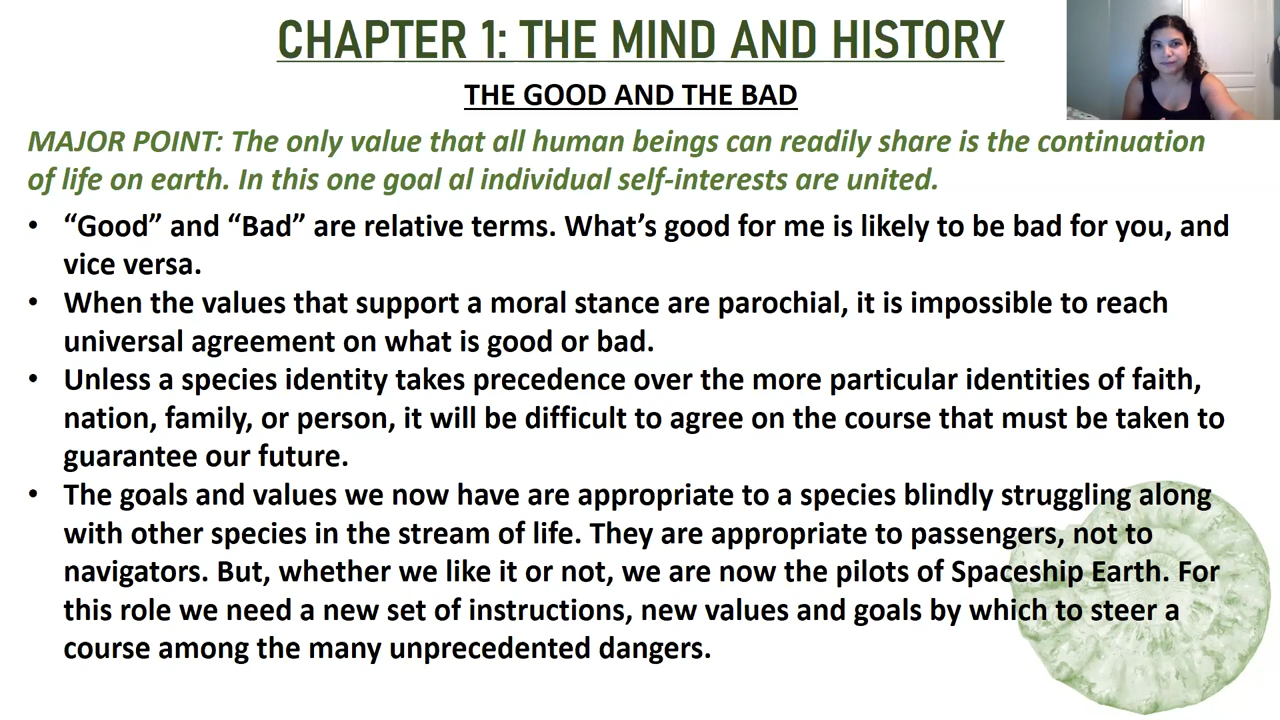 CHAPTER 1: THE MIND AND HISTORY
THE GOOD AND THE BAD
MAJOR POINT: The only value that all human beings can readily share is the continuation
of life on earth. In this one goal al individual self-interests are united.
• “Good” and “Bad” are relative terms. What’s good for me is likely to be bad for you, and
vice versa.
• When the values that support a moral stance are parochial, it is impossible to reach
universal agreement on what is good or bad.
• Unless a species identity takes precedence over the more particular identities of faith,
nation, family, or person, it will be difficult to agree on the course that must be taken to
guarantee our future.
• The goals and values we now have are appropriate to a species blindly struggling along
with other species in the stream of life. They are appropriate to passengers, not to
navigators. But, whether we like it or not, we are now the pilots of Spaceship Earth. For
this role we need a new set of instructions, new values and goals by which to steer a
course among the many unprecedented dangers.